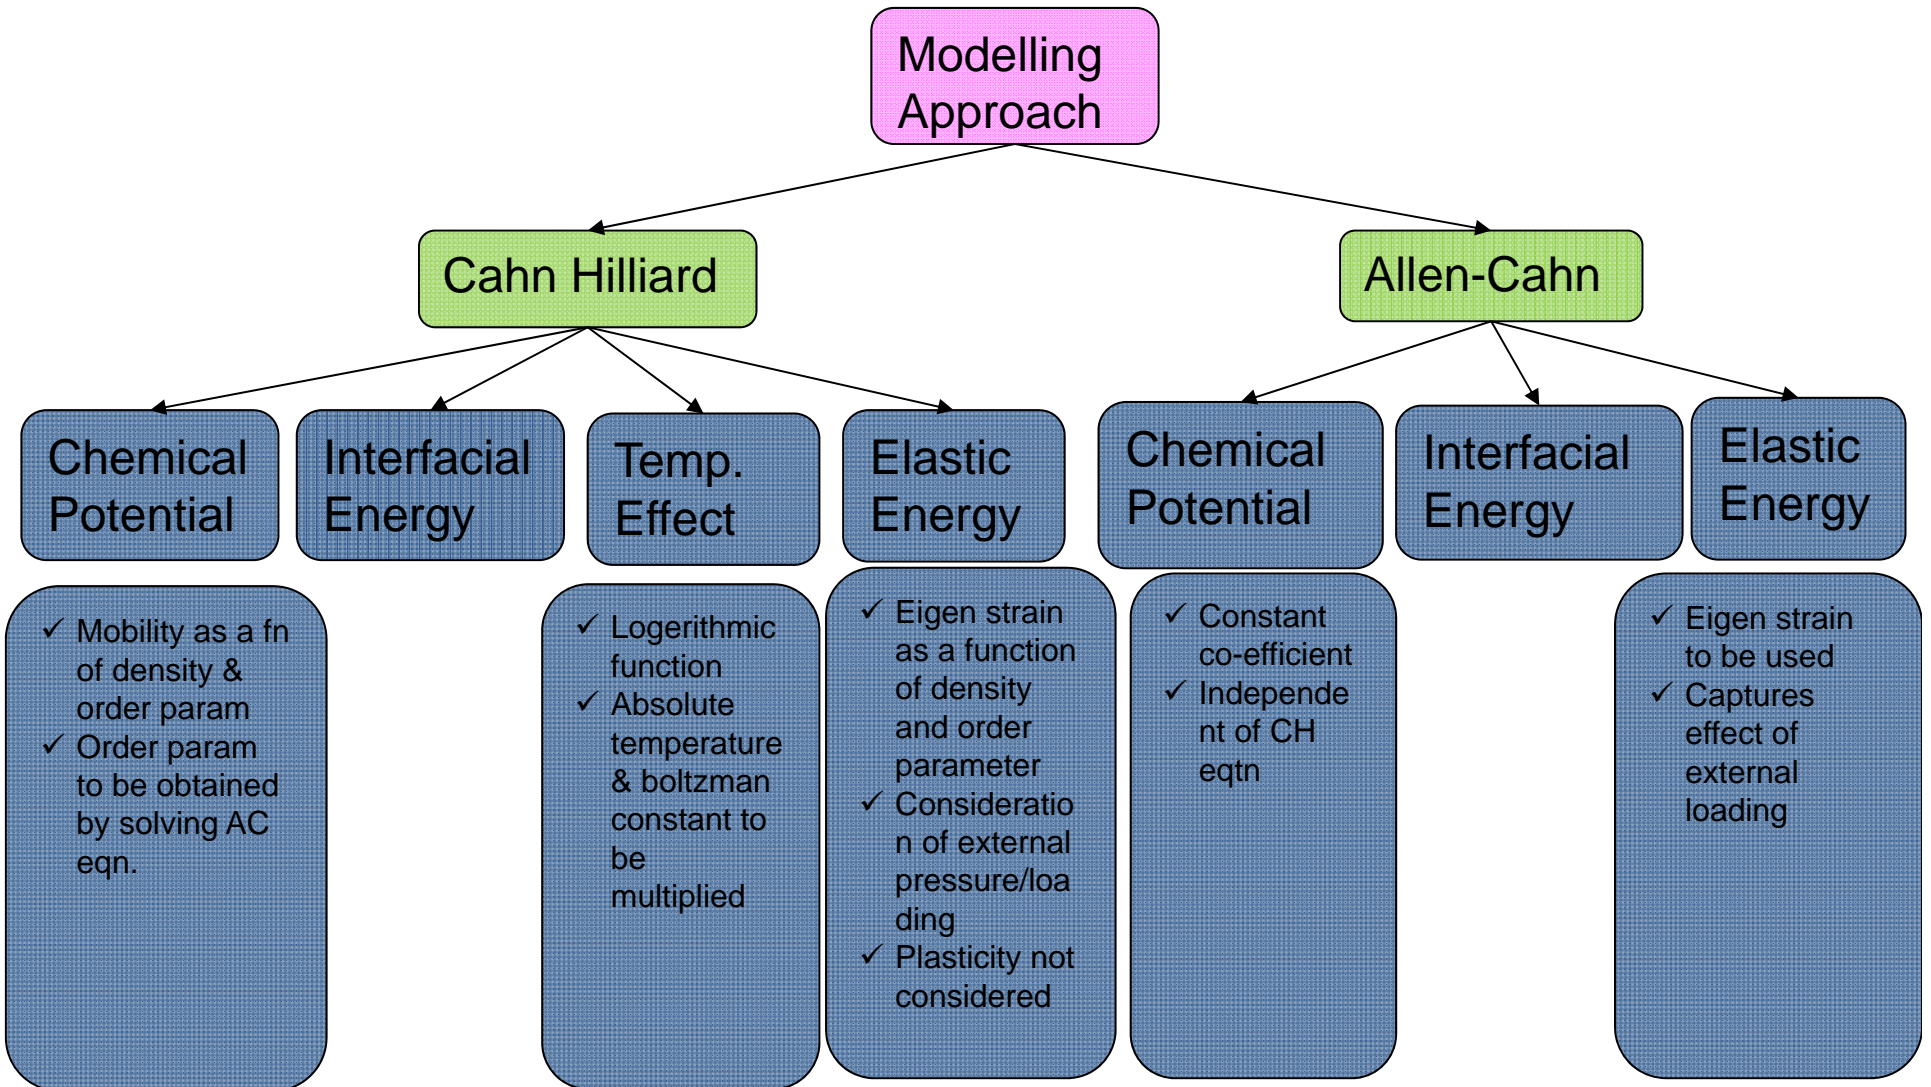 Modelling
Approach
Cahn Hilliard
Allen-Cahn
Chemical
Potential
Interfacial
Energy
Temp.
Effect
Elastic
Energy
Chemical
Potential
Interfacial
Energy
Elastic
Energy
✓ Mobility as a fn
of density &
order param
✓ Order param
to be obtained
by solving AC
eqn.
✓ Logerithmic
function
✓ Absolute
temperature
& boltzman
constant to
be
multiplied
✓ Eigen strain
as a function
of density
and order
parameter
✓ Consideratio
n of external
pressure/loa
ding
✓ Plasticity not
considered
✓ Constant
co-efficient
✓ Independe
nt of CH
eqtn
✓ Eigen strain
to be used
✓ Captures
effect of
external
loading